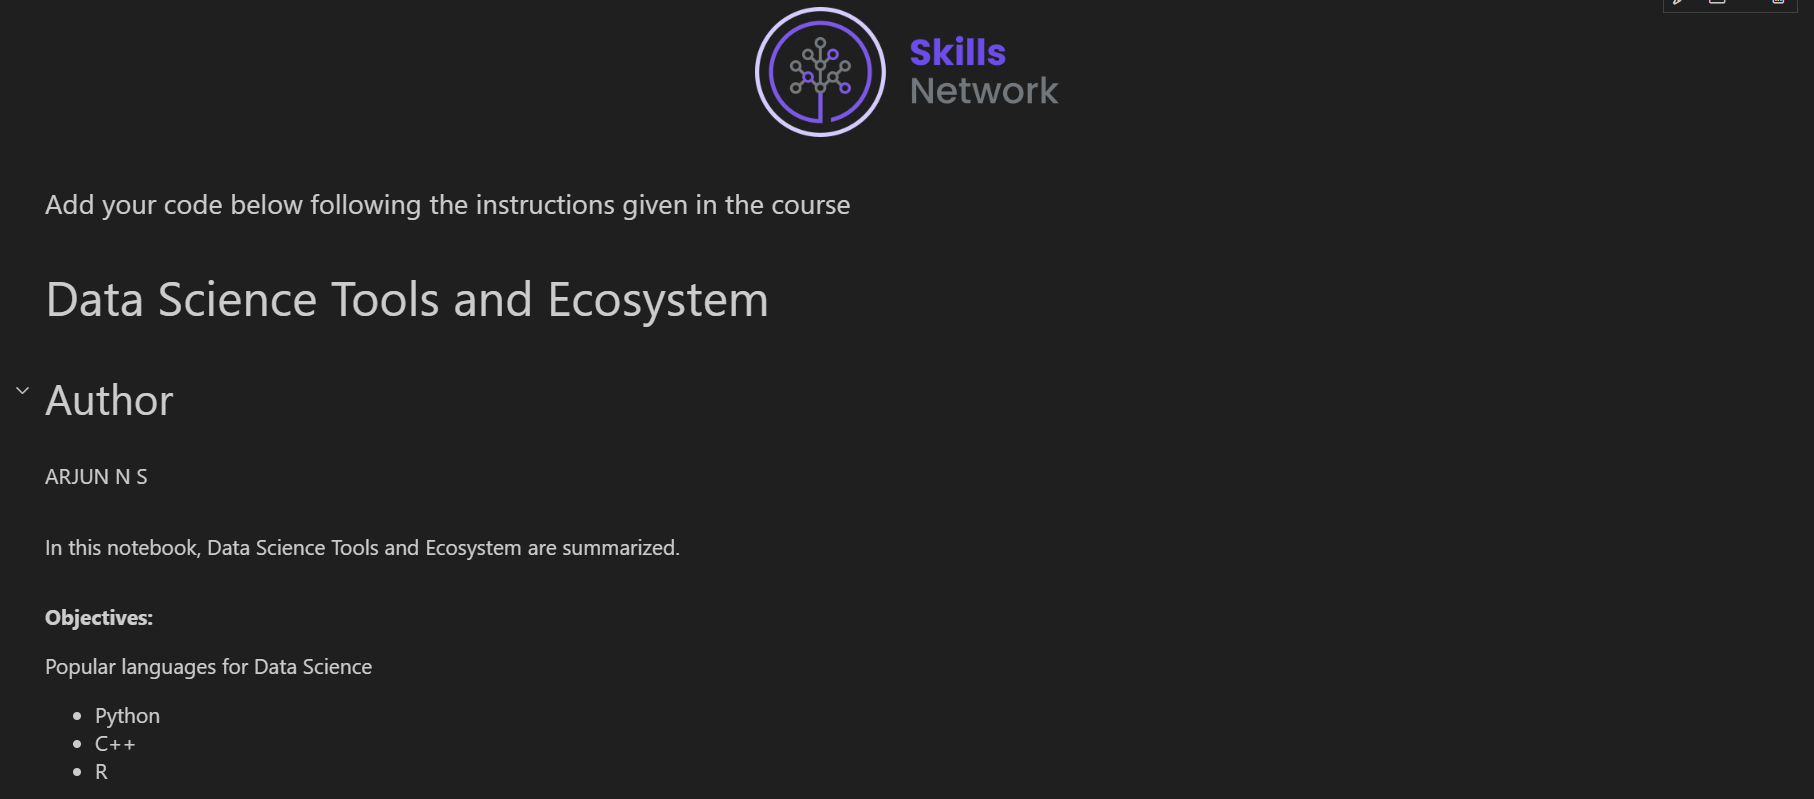 Skills
Network
Add your code below following the instructions given in the course
Data Science Tools and Ecosystem
Author
ARJUN N S
In this notebook, Data Science Tools and Ecosystem are summarized.
Objectives:
Popular languages for Data Science
Python
C++
R